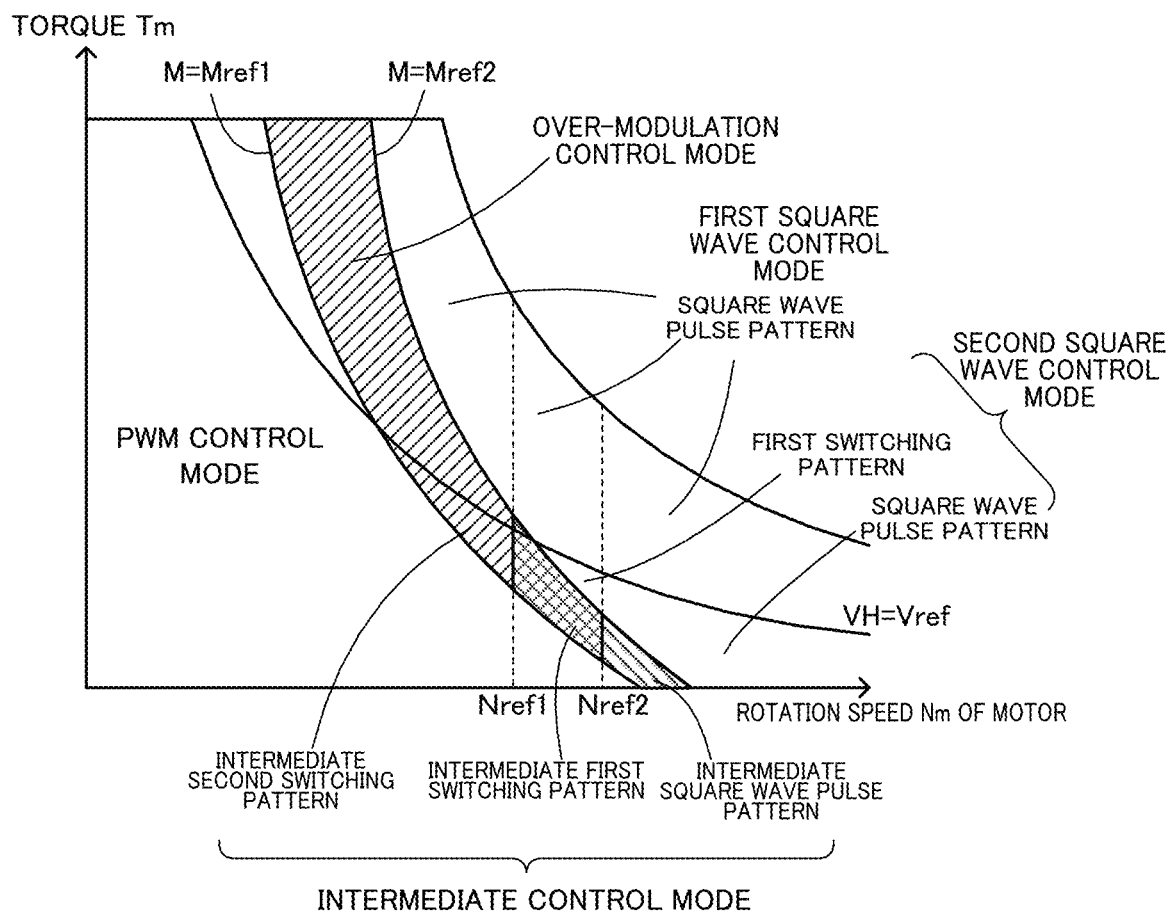 TORQUE Tm
M=Mref1
M=Mref2
OVER-MODULATION
CONTROL MODE
FIRST SQUARE
WAVE CONTROL
MODE
SQUARE WAVE
PULSE PATTERN
SECOND SQUARE
WAVE CONTROL
MODE
PWM CONTROL
MODE
FIRST SWITCHING
PATTERN
SQUARE WAVE
PULSE PATTERN
VH=Vref
Nref1
Nref2
ROTATION SPEED Nm OF MOTOR
INTERMEDIATE
SECOND SWITCHING
PATTERN
INTERMEDIATE FIRST
SWITCHING PATTERN
INTERMEDIATE
SQUARE WAVE PULSE
PATTERN
INTERMEDIATE CONTROL MODE